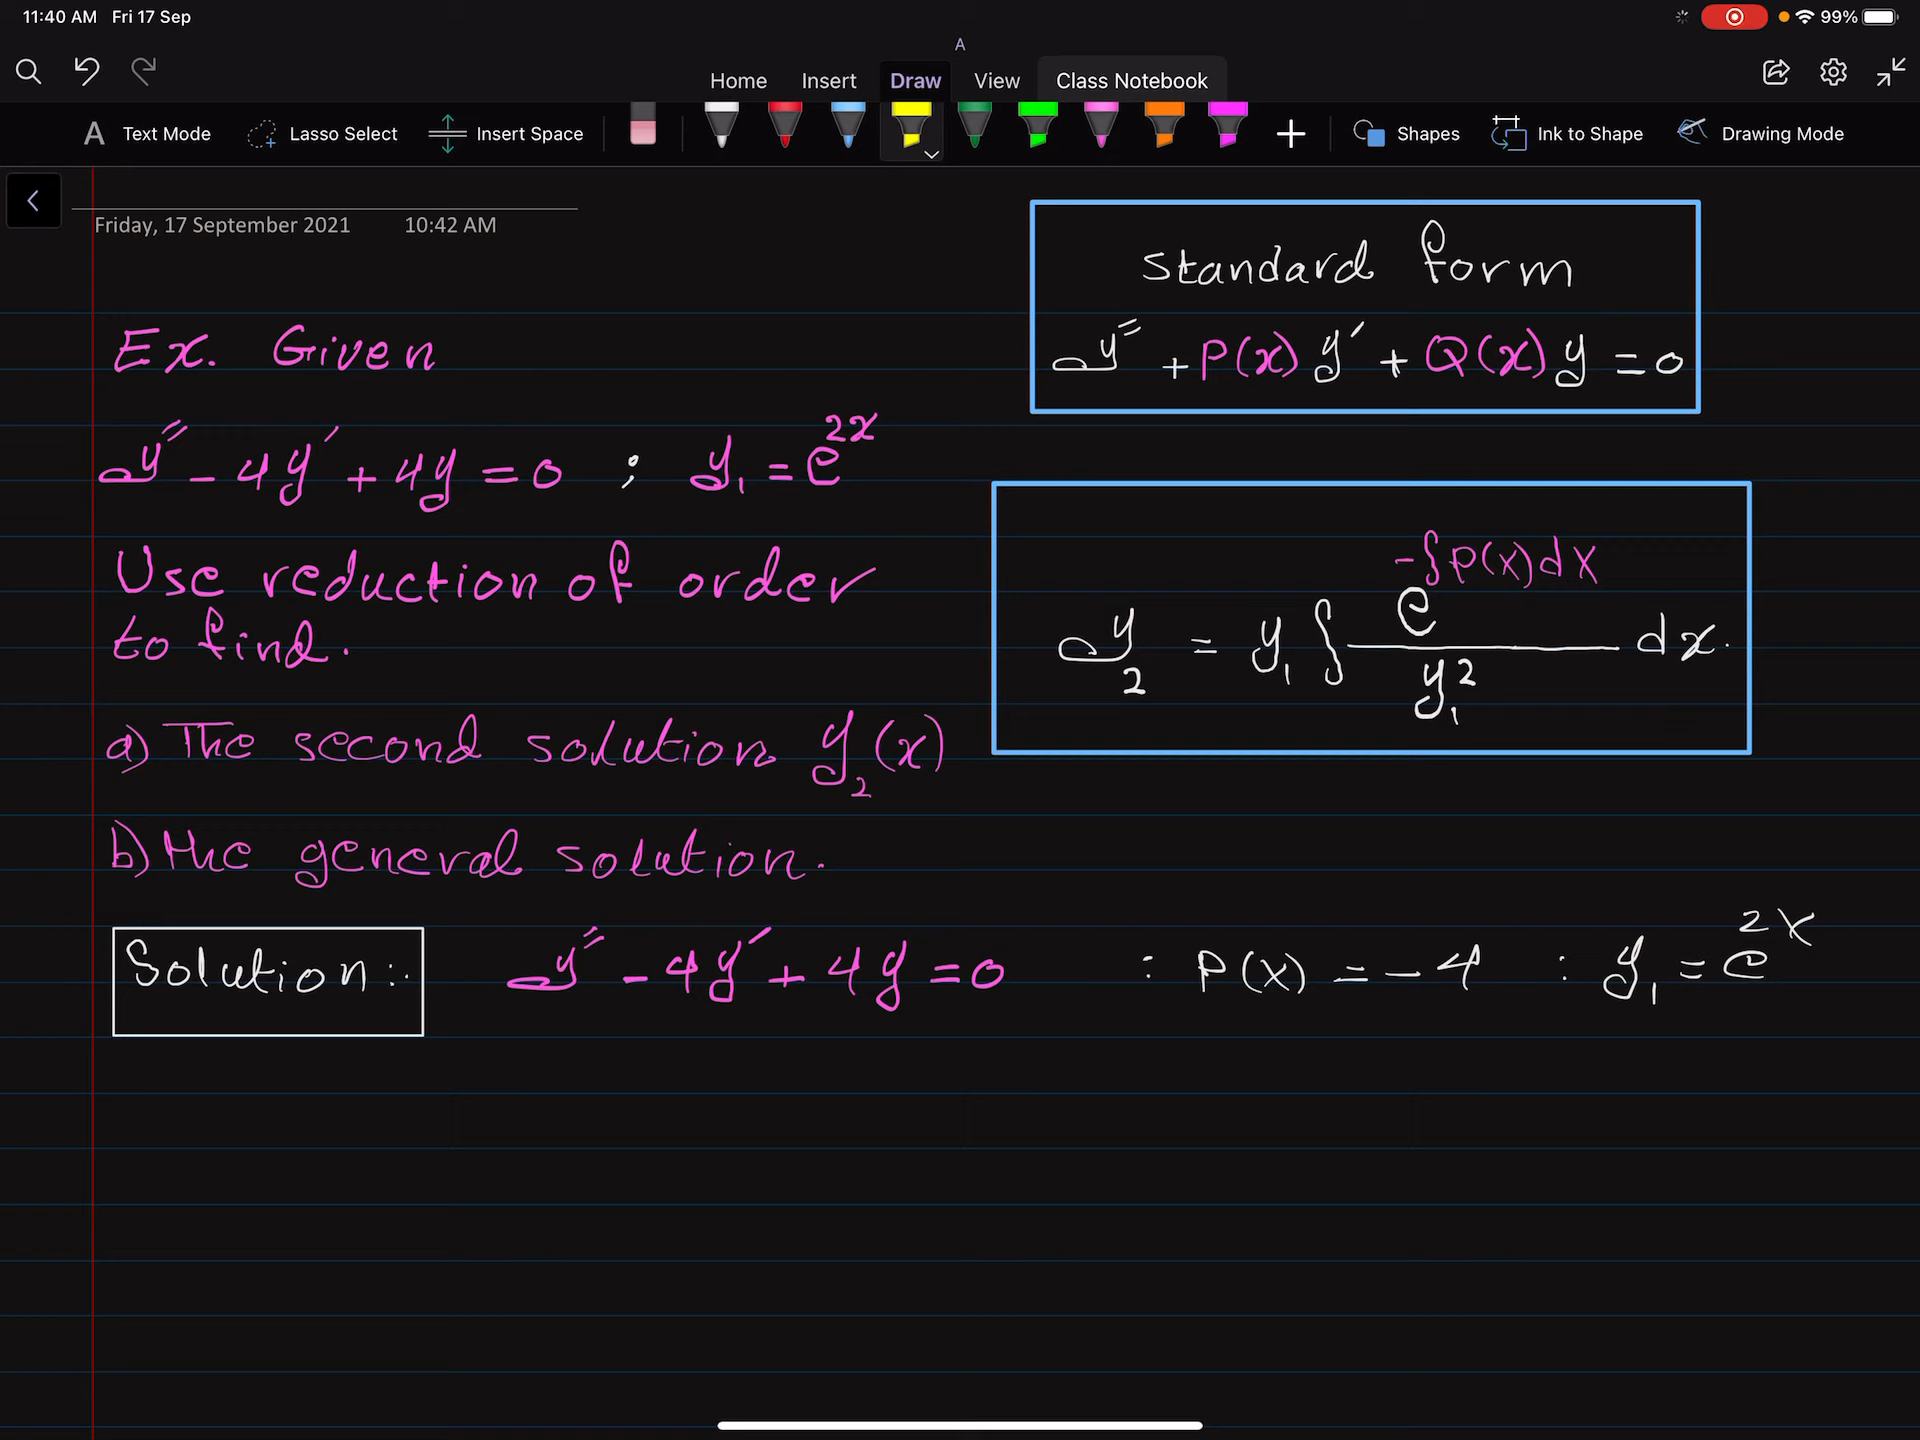 11:40 AM Fri 17 Sep 99%
A
Home Insert Draw View Class Notebook
A Text Mode Lasso Select Insert Space Shapes Ink to Shape Drawing Mode
Friday, 17 September 2021 10:42 AM
standard form
y'' + P(x) y' + Q(x) y = 0
Ex. Given
y'' - 4y' + 4y = 0 ; y₁ = e^{2x}
Use reduction of order
to find.
y₂ = y₁ ∫ e^{-∫P(x)dx} / y₁² dx.
a) The second solution y₂(x)
b) the general solution.
Solution:- y'' - 4y' + 4y = 0 : P(x) = -4 : y₁ = e^{2x}